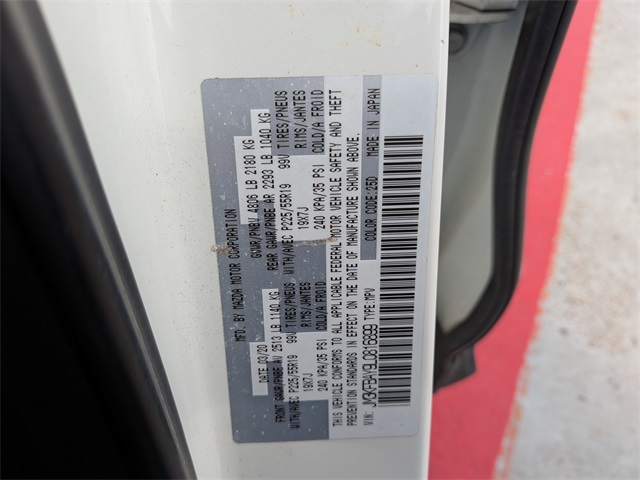 MFD. BY MAZDA MOTOR CORPORATION
DATE: 03/20 GVWR/PNBV 4806 LB 2180 KG
FRONT GAWR/PNBE AV 2513 LB 1140 KG REAR GAWR/PNBE AR 2293 LB 1040 KG
WITH/AVEC P225/55R19 99V TIRES/PNEUS WITH/AVEC P225/55R19 99V TIRES/PNEUS
19X7J RIMS/JANTES 19X7J RIMS/JANTES
240 KPA/35 PSI COLD/A FROID 240 KPA/35 PSI COLD/A FROID
THIS VEHICLE CONFORMS TO ALL APPLICABLE FEDERAL MOTOR VEHICLE SAFETY AND THEFT
PREVENTION STANDARDS IN EFFECT ON THE DATE OF MANUFACTURE SHOWN ABOVE.
VIN: JM3KFBAY9L0816899 TYPE:MPV COLOR CODE:25D MADE IN JAPAN